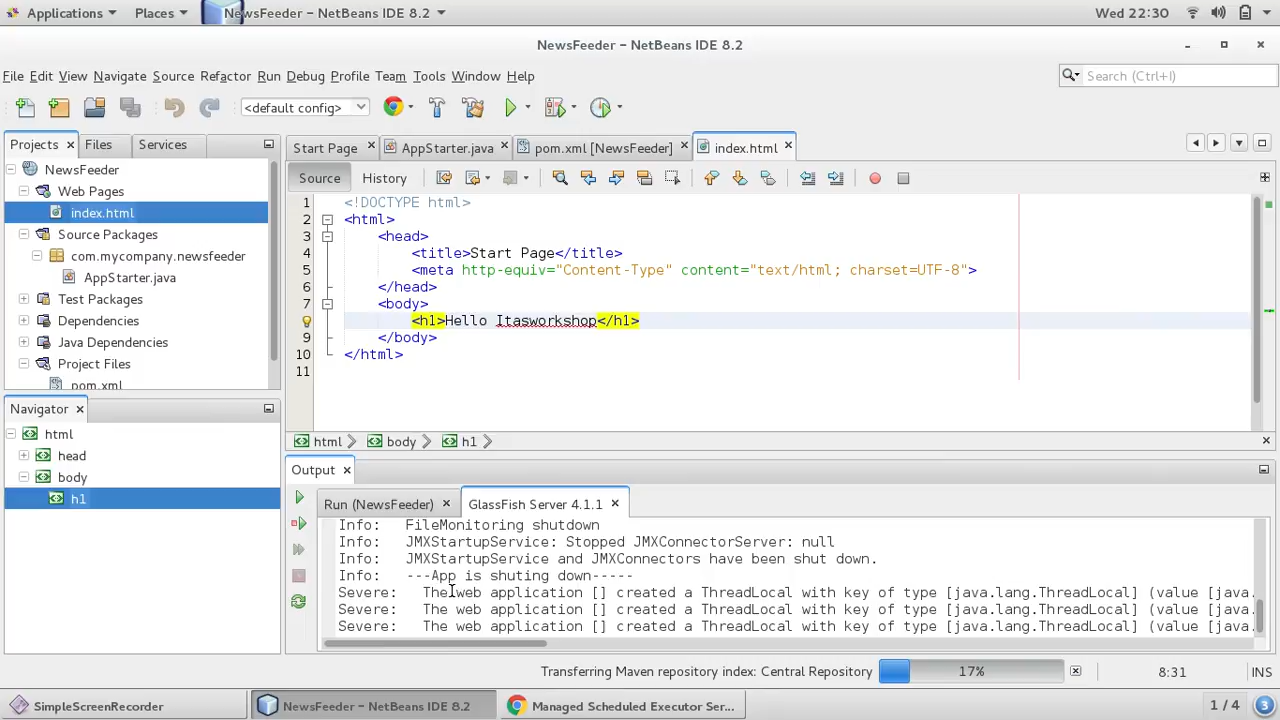 Applications Places NewsFeeder – NetBeans IDE 8.2 Wed 22:30
NewsFeeder – NetBeans IDE 8.2
File Edit View Navigate Source Refactor Run Debug Profile Team Tools Window Help Search (Ctrl+I)
<default config>
Projects Files Services
Start Page AppStarter.java pom.xml [NewsFeeder] index.html
Source History
NewsFeeder
Web Pages
index.html
Source Packages
com.mycompany.newsfeeder
AppStarter.java
Test Packages
Dependencies
Java Dependencies
Project Files
pom.xml
1 <!DOCTYPE html>
2 <html>
3 <head>
4 <title>Start Page</title>
5 <meta http-equiv="Content-Type" content="text/html; charset=UTF-8">
6 </head>
7 <body>
<h1>Hello Itasworkshop</h1>
9 </body>
10 </html>
11
html body h1
Navigator
html
head
body
h1
Output
Run (NewsFeeder) GlassFish Server 4.1.1
Info: FileMonitoring shutdown
Info: JMXStartupService: Stopped JMXConnectorServer: null
Info: JMXStartupService and JMXConnectors have been shut down.
Info: ---App is shuting down-----
Severe: The web application [] created a ThreadLocal with key of type [java.lang.ThreadLocal] (value [java.
Severe: The web application [] created a ThreadLocal with key of type [java.lang.ThreadLocal] (value [java.
Severe: The web application [] created a ThreadLocal with key of type [java.lang.ThreadLocal] (value [java.
Transferring Maven repository index: Central Repository 17% 8:31 INS
SimpleScreenRecorder NewsFeeder – NetBeans IDE 8.2 Managed Scheduled Executor Ser... 1 / 4 3